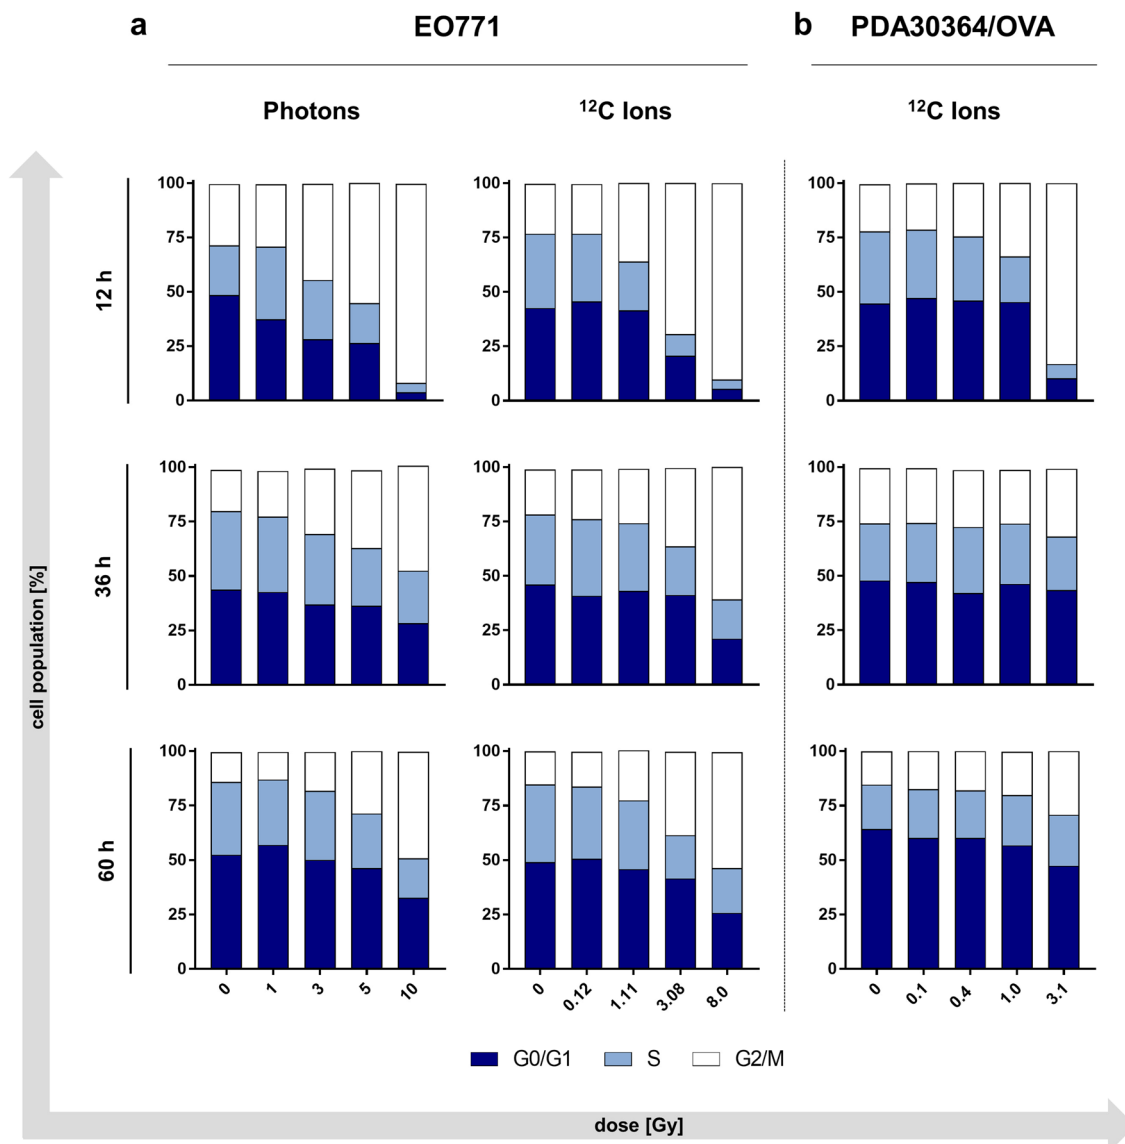 a EO771 b PDA30364/OVA
Photons ¹²C Ions ¹²C Ions
cell population [%]
12 h
100 100 100
75 75 75
50 50 50
25 25 25
0 0 0
36 h
100 100 100
75 75 75
50 50 50
25 25 25
0 0 0
60 h
100 100 100
75 75 75
50 50 50
25 25 25
0 0 0
0 1 3 5 10 0 0.12 1.11 3.08 8.0 0 0.1 0.4 1.0 3.1
G0/G1 S G2/M
dose [Gy]